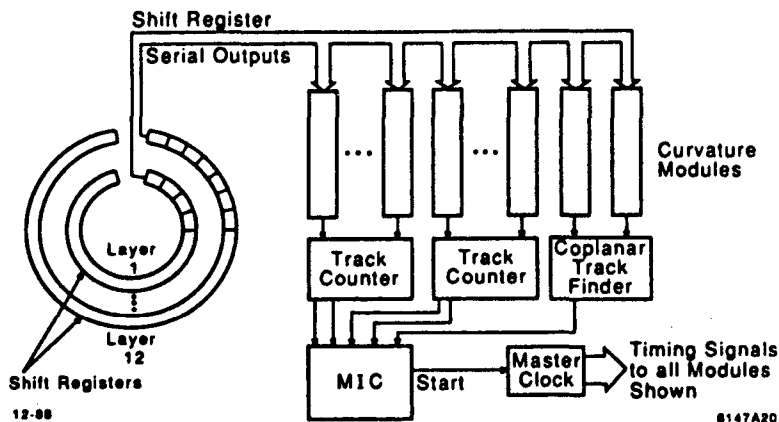 Shift Register
Serial Outputs
Curvature
Modules
Layer
1
Layer
12
Shift Registers
Track
Counter
Track
Counter
Coplanar
Track
Finder
MIC
Start
Master
Clock
Timing Signals
to all Modules
Shown
12-88
6147A20